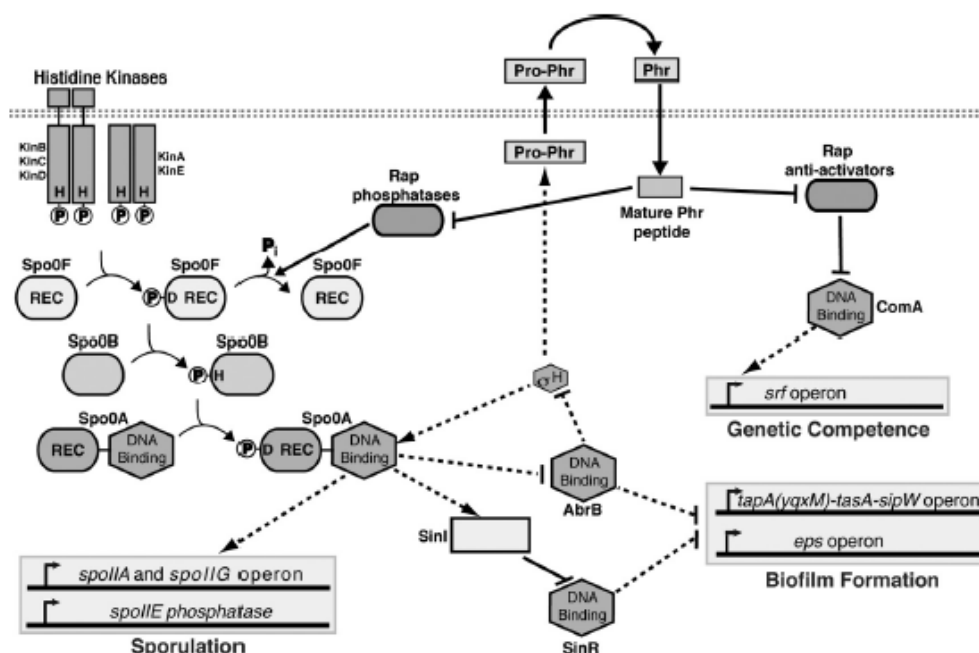 Histidine Kinases
KinB
KinC
KinD
H
H
P
P
P
P
KinA
KinE
Pro-Phr
Phr
Pro-Phr
Mature Phr
peptide
Rap
phosphatases
Rap
anti-activators
Spo0F
REC
Spo0F
P
D REC
Pi
Spo0F
REC
DNA
Binding
ComA
srf operon
Genetic Competence
Spo0B
Spo0B
P
H
σH
Spo0A
REC
DNA
Binding
Spo0A
P
D REC
DNA
Binding
DNA
Binding
AbrB
tapA(yqxM)-tasA-sipW operon
eps operon
Biofilm Formation
SinI
DNA
Binding
SinR
spoIIA and spoIIG operon
spoIIE phosphatase
Sporulation